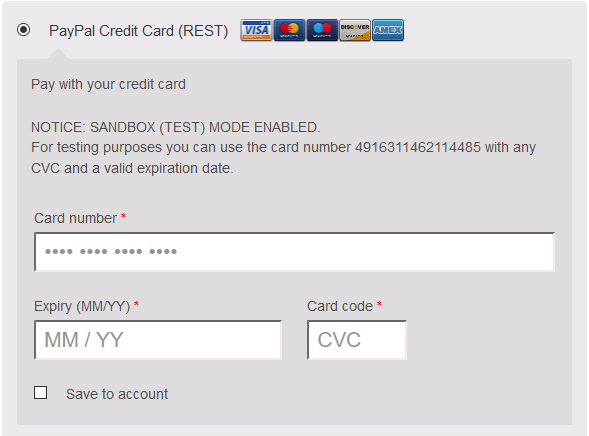 PayPal Credit Card (REST) VISA DISCOVER AMEX
Pay with your credit card
NOTICE: SANDBOX (TEST) MODE ENABLED.
For testing purposes you can use the card number 4916311462114485 with any
CVC and a valid expiration date.
Card number *
•••• •••• •••• ••••
Expiry (MM/YY) * Card code *
MM / YY CVC
Save to account